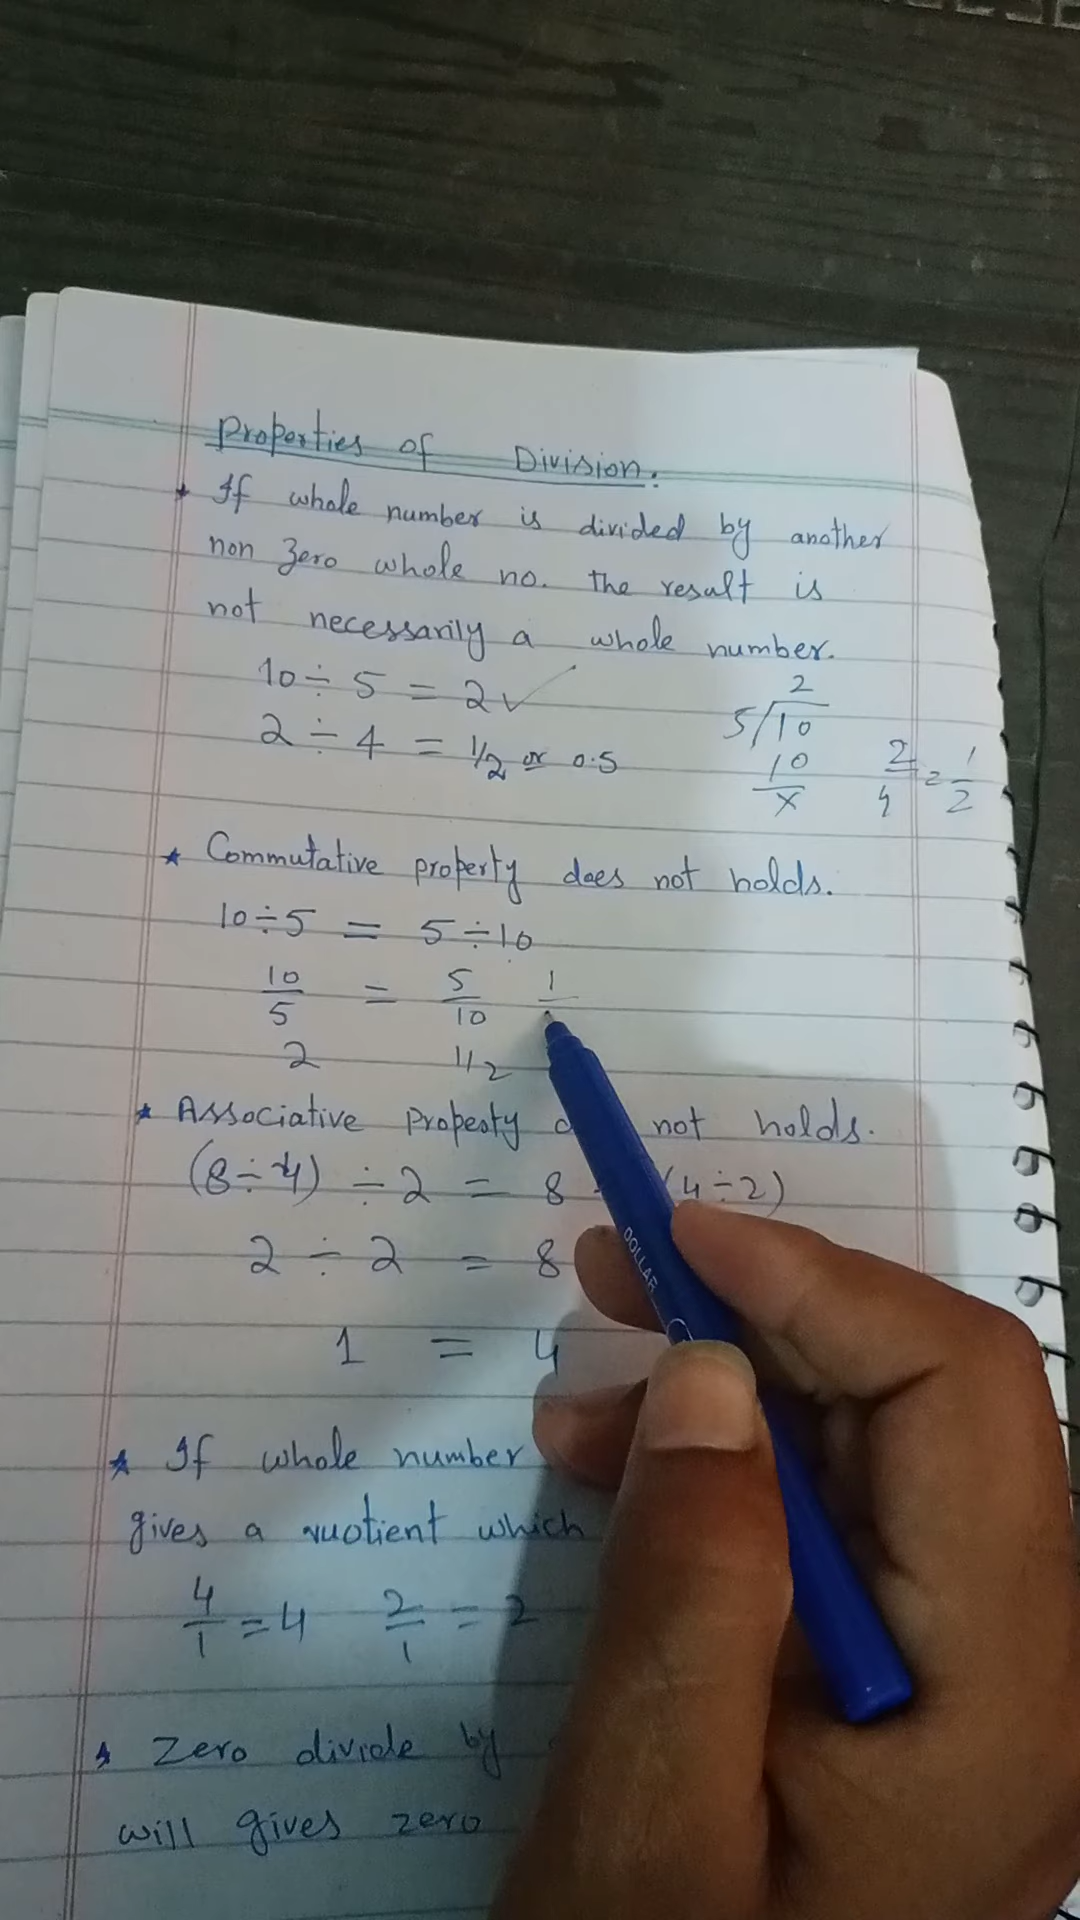 Properties of Division.
* If whole number is divided by another
non zero whole no. the result is
not necessarily a whole number.
10 ÷ 5 = 2 ✓
2 ÷ 4 = 1/2 or 0.5
2
5/10
10
x
2/4 = 1/2
* Commutative property does not holds.
10÷5 = 5÷10
10/5 = 5/10 1
2 1/2
* Associative Property not holds.
(8÷4) ÷ 2 = 8 (4÷2)
2 ÷ 2 = 8
1 = 4
* If whole number
gives a quotient which
4/1 = 4 2/1 = 2
* Zero divide by
will gives zero
DOLLAR